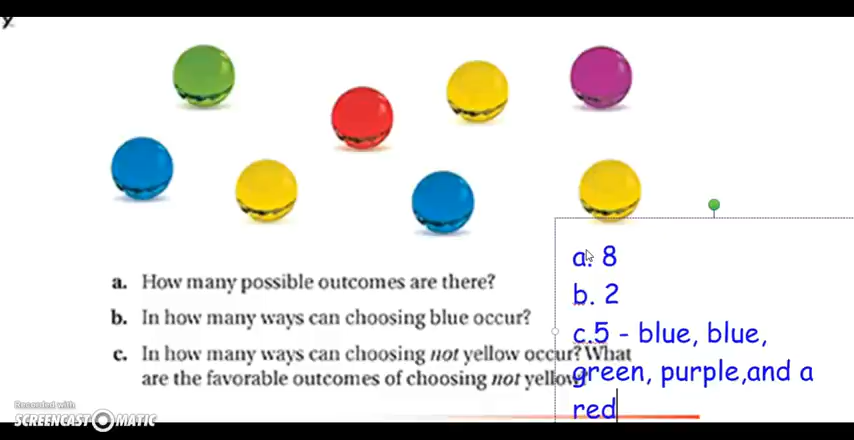 a. How many possible outcomes are there?
b. In how many ways can choosing blue occur?
c. In how many ways can choosing not yellow occur? What
are the favorable outcomes of choosing not yellow
a. 8
b. 2
c.5 - blue, blue,
green, purple,and a
red
Recorded with
SCREENCAST MATIC